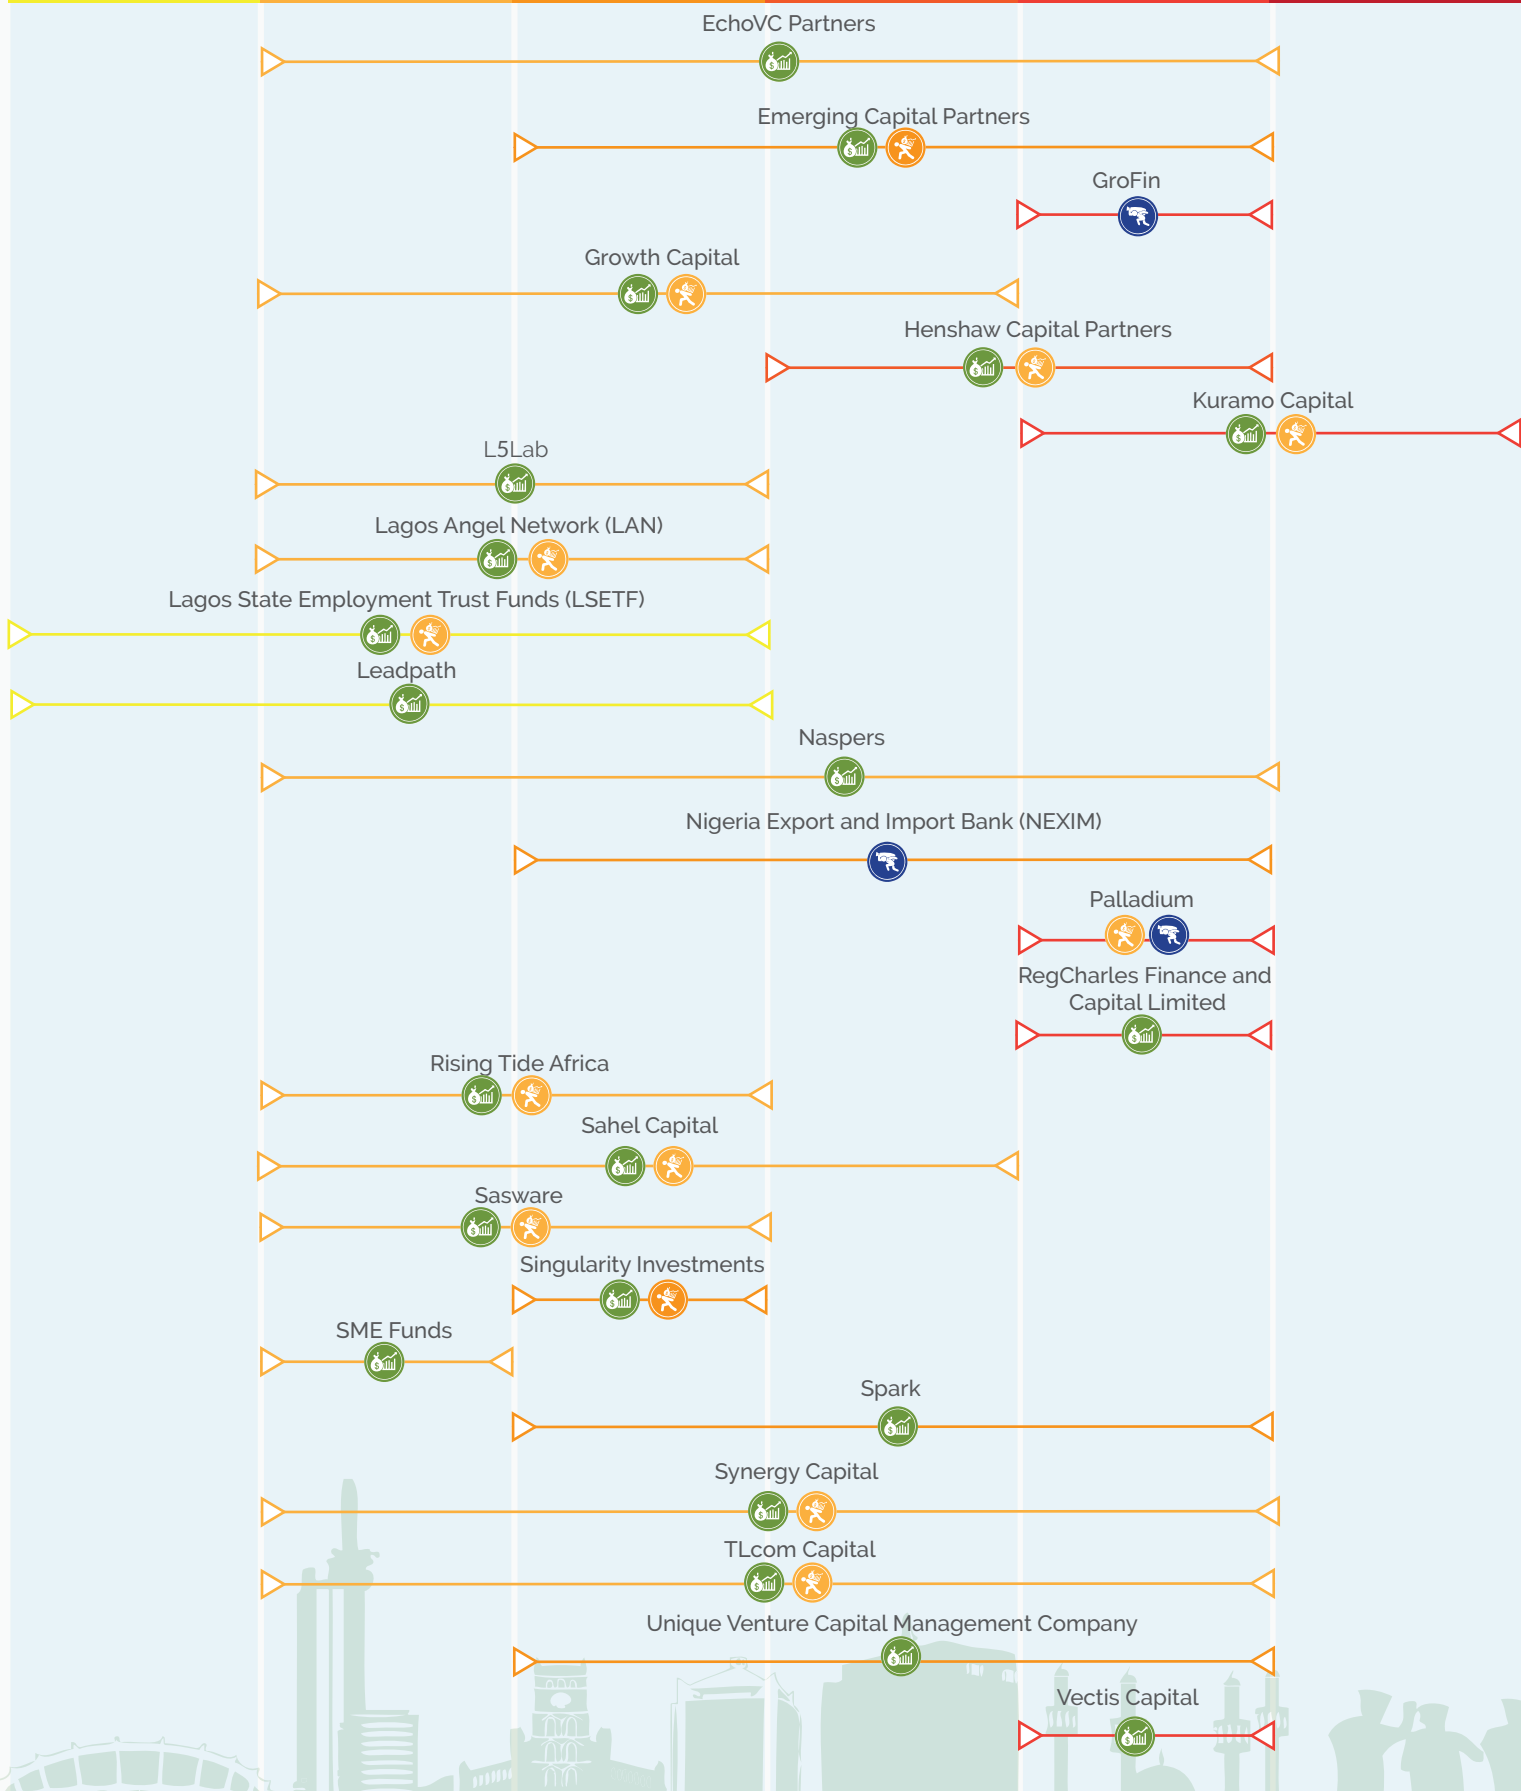 EchoVC Partners
Emerging Capital Partners
GroFin
Growth Capital
Henshaw Capital Partners
Kuramo Capital
L5Lab
Lagos Angel Network (LAN)
Lagos State Employment Trust Funds (LSETF)
Leadpath
Naspers
Nigeria Export and Import Bank (NEXIM)
Palladium
RegCharles Finance and
Capital Limited
Rising Tide Africa
Sahel Capital
Sasware
Singularity Investments
SME Funds
Spark
Synergy Capital
TLcom Capital
Unique Venture Capital Management Company
Vectis Capital